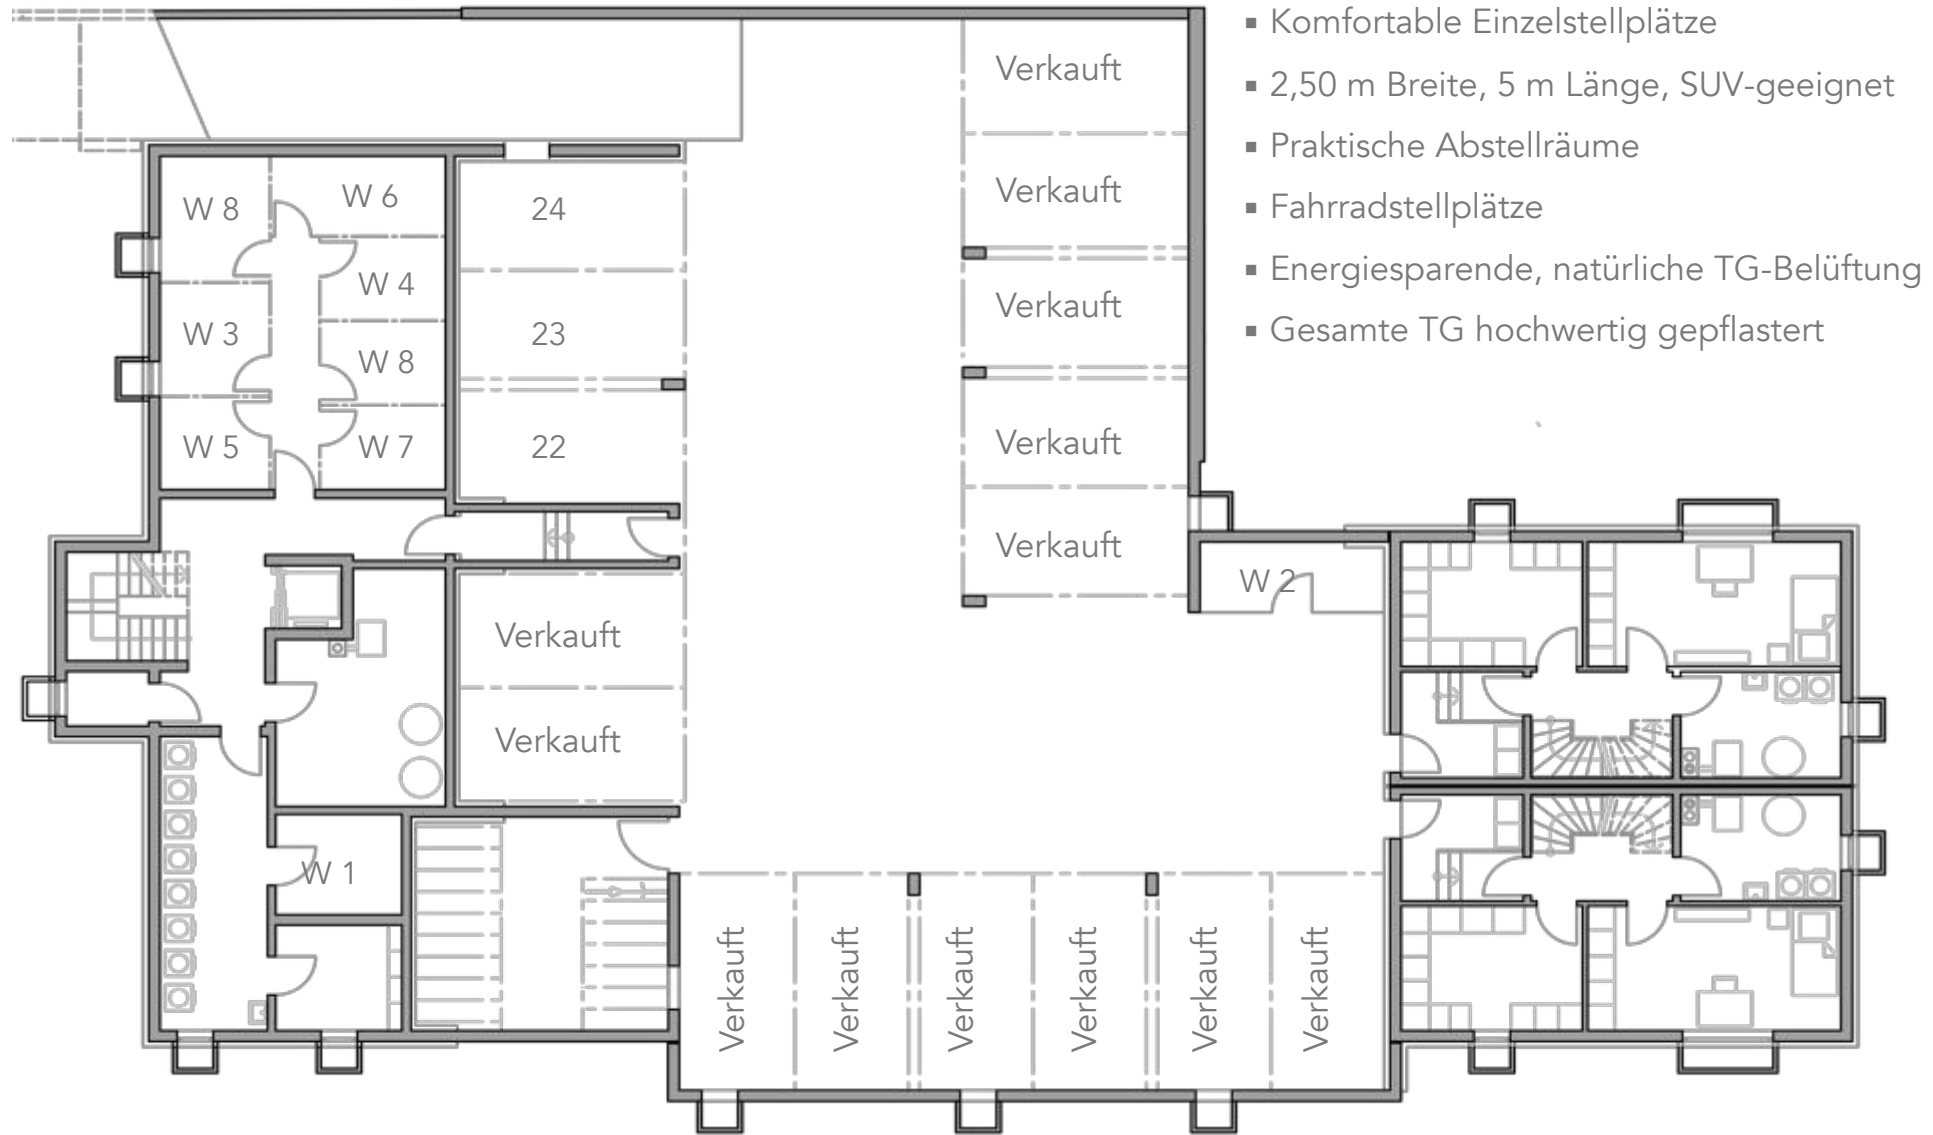 ▪ Komfortable Einzelstellplätze
▪ 2,50 m Breite, 5 m Länge, SUV-geeignet
▪ Praktische Abstellräume
▪ Fahrradstellplätze
▪ Energiesparende, natürliche TG-Belüftung
▪ Gesamte TG hochwertig gepflastert
Verkauft
Verkauft
Verkauft
Verkauft
Verkauft
W 8
W 6
W 4
W 3
W 8
W 5
W 7
24
23
22
W 2
Verkauft
Verkauft
W 1
Verkauft
Verkauft
Verkauft
Verkauft
Verkauft
Verkauft